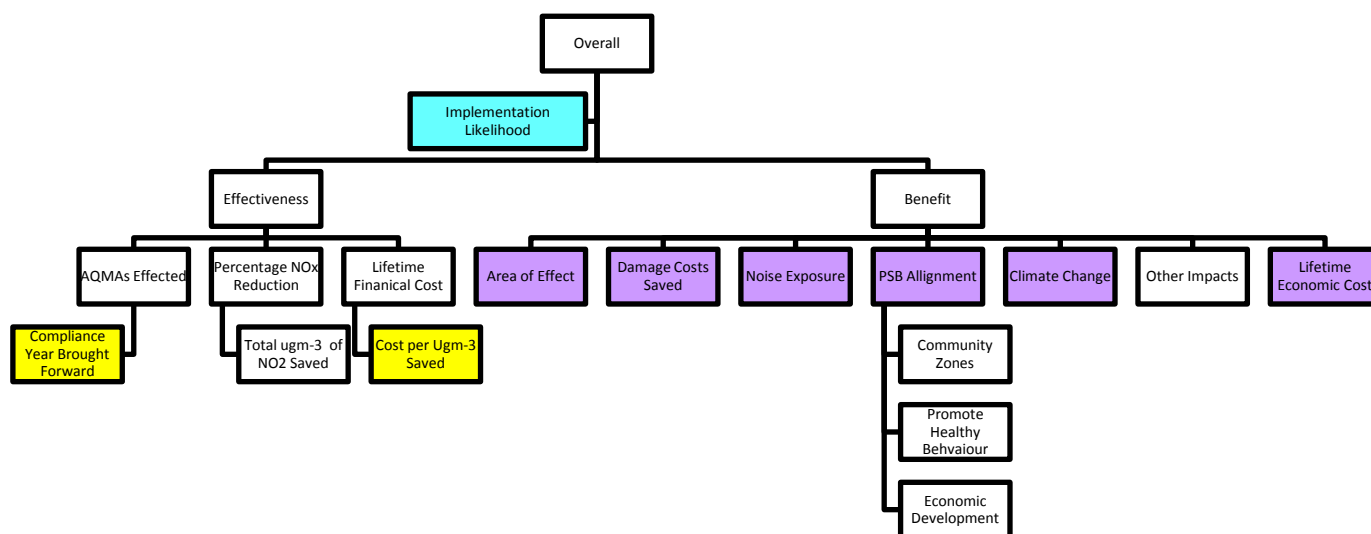 Overall
Implementation
Likelihood
Effectiveness
Benefit
AQMAs Effected
Percentage NOx
Reduction
Lifetime
Finanical Cost
Area of Effect
Damage Costs
Saved
Noise Exposure
PSB Allignment
Climate Change
Other Impacts
Lifetime
Economic Cost
Compliance
Year Brought
Forward
Total ugm-3 of
NO2 Saved
Cost per Ugm-3
Saved
Community
Zones
Promote
Healthy
Behvaiour
Economic
Development